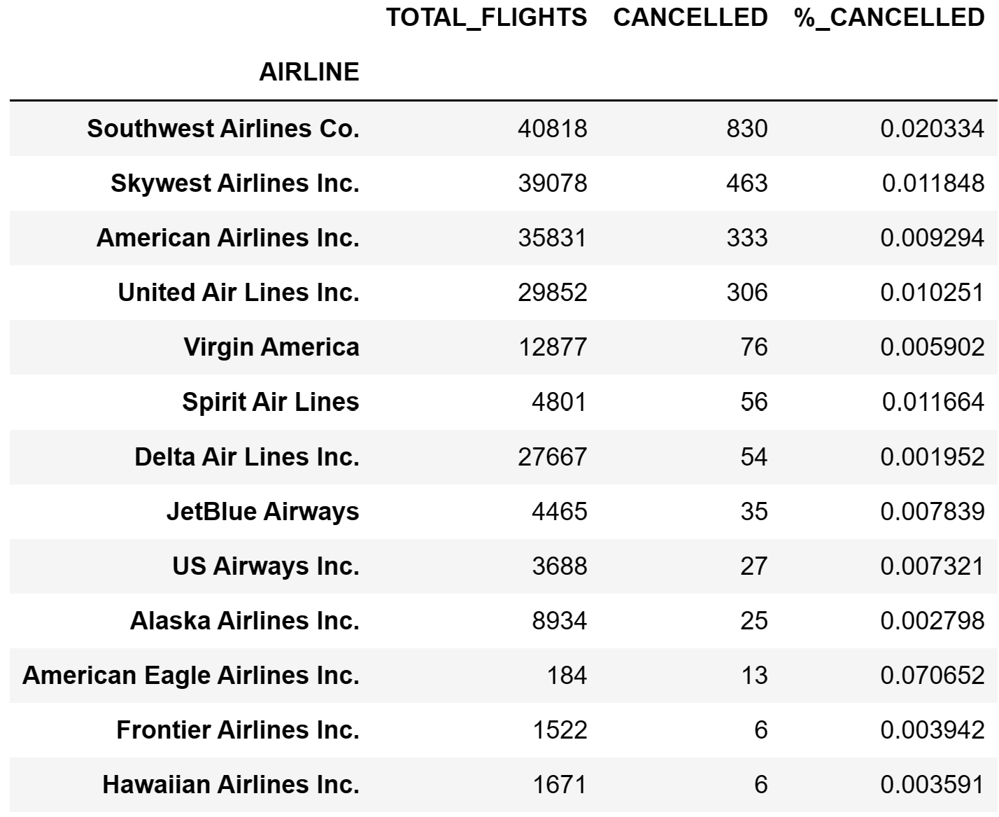 TOTAL_FLIGHTS CANCELLED %_CANCELLED
AIRLINE
Southwest Airlines Co. 40818 830 0.020334
Skywest Airlines Inc. 39078 463 0.011848
American Airlines Inc. 35831 333 0.009294
United Air Lines Inc. 29852 306 0.010251
Virgin America 12877 76 0.005902
Spirit Air Lines 4801 56 0.011664
Delta Air Lines Inc. 27667 54 0.001952
JetBlue Airways 4465 35 0.007839
US Airways Inc. 3688 27 0.007321
Alaska Airlines Inc. 8934 25 0.002798
American Eagle Airlines Inc. 184 13 0.070652
Frontier Airlines Inc. 1522 6 0.003942
Hawaiian Airlines Inc. 1671 6 0.003591